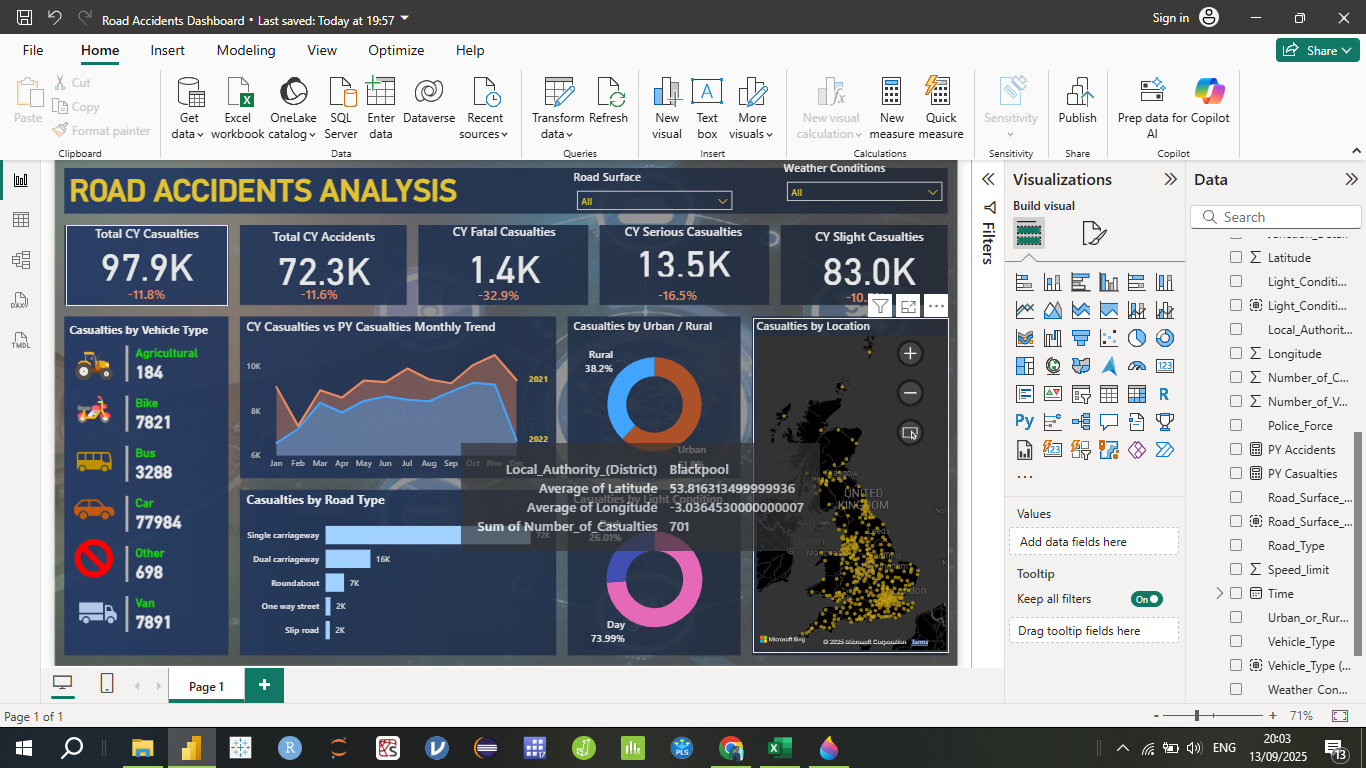 Road Accidents Dashboard • Last saved: Today at 19:57
Sign in
File
Home
Insert
Modeling
View
Optimize
Help
Share
Paste
Cut
Copy
Format painter
Get data
Excel workbook
OneLake catalog
SQL Server
Enter data
Dataverse
Recent sources
Transform data
Refresh
New visual
Text box
More visuals
New visual calculation
New measure
Quick measure
Sensitivity
Publish
Prep data for AI
Copilot
Clipboard
Data
Queries
Insert
Calculations
Sensitivity
Share
Copilot
ROAD ACCIDENTS ANALYSIS
Road Surface
All
Weather Conditions
All
Total CY Casualties
97.9K
-11.8%
Total CY Accidents
72.3K
-11.6%
CY Fatal Casualties
1.4K
-32.9%
CY Serious Casualties
13.5K
-16.5%
CY Slight Casualties
83.0K
Casualties by Vehicle Type
Agricultural
184
Bike
7821
Bus
3288
Car
77984
Other
698
Van
7891
CY Casualties vs PY Casualties Monthly Trend
10K
8K
6K
2021
2022
Jan Feb Mar Apr May Jun Jul Aug Sep Oct Nov Dec
Casualties by Road Type
Single carriageway 72K
Dual carriageway 16K
Roundabout 7K
One way street 2K
Slip road 2K
Casualties by Urban / Rural
Rural
38.2%
Urban
Casualties by Light Condition
26.01%
Day
73.99%
Casualties by Location
UNITED
KINGDOM
Microsoft Bing
© 2025 Microsoft Corporation Terms
Local_Authority_(District) Blackpool
Average of Latitude 53.816313499999936
Average of Longitude -3.0364530000000007
Sum of Number_of_Casualties 701
Filters
Visualizations
Build visual
Values
Add data fields here
Tooltip
Keep all filters
On
Drag tooltip fields here
Data
Search
Latitude
Light_Conditi...
Light_Conditi...
Local_Authorit...
Longitude
Number_of_C...
Number_of_V...
Police_Force
PY Accidents
PY Casualties
Road_Surface_...
Road_Surface_...
Road_Type
Speed_limit
Time
Urban_or_Rur...
Vehicle_Type
Vehicle_Type (...
Weather Con...
DAX
TMDL
Page 1
Page 1 of 1
71%
ENG
20:03
13/09/2025
13